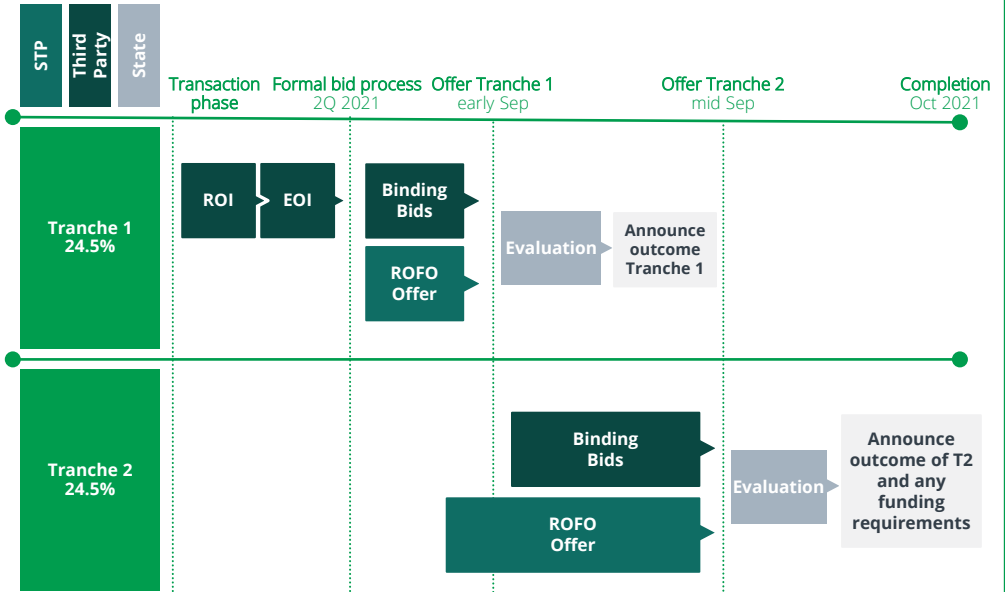 STP
Third
Party
State
Transaction
phase
Formal bid process
2Q 2021
Offer Tranche 1
early Sep
Offer Tranche 2
mid Sep
Completion
Oct 2021
Tranche 1
24.5%
ROI
EOI
Binding
Bids
ROFO
Offer
Evaluation
Announce
outcome
Tranche 1
Tranche 2
24.5%
Binding
Bids
ROFO
Offer
Evaluation
Announce
outcome of T2
and any
funding
requirements